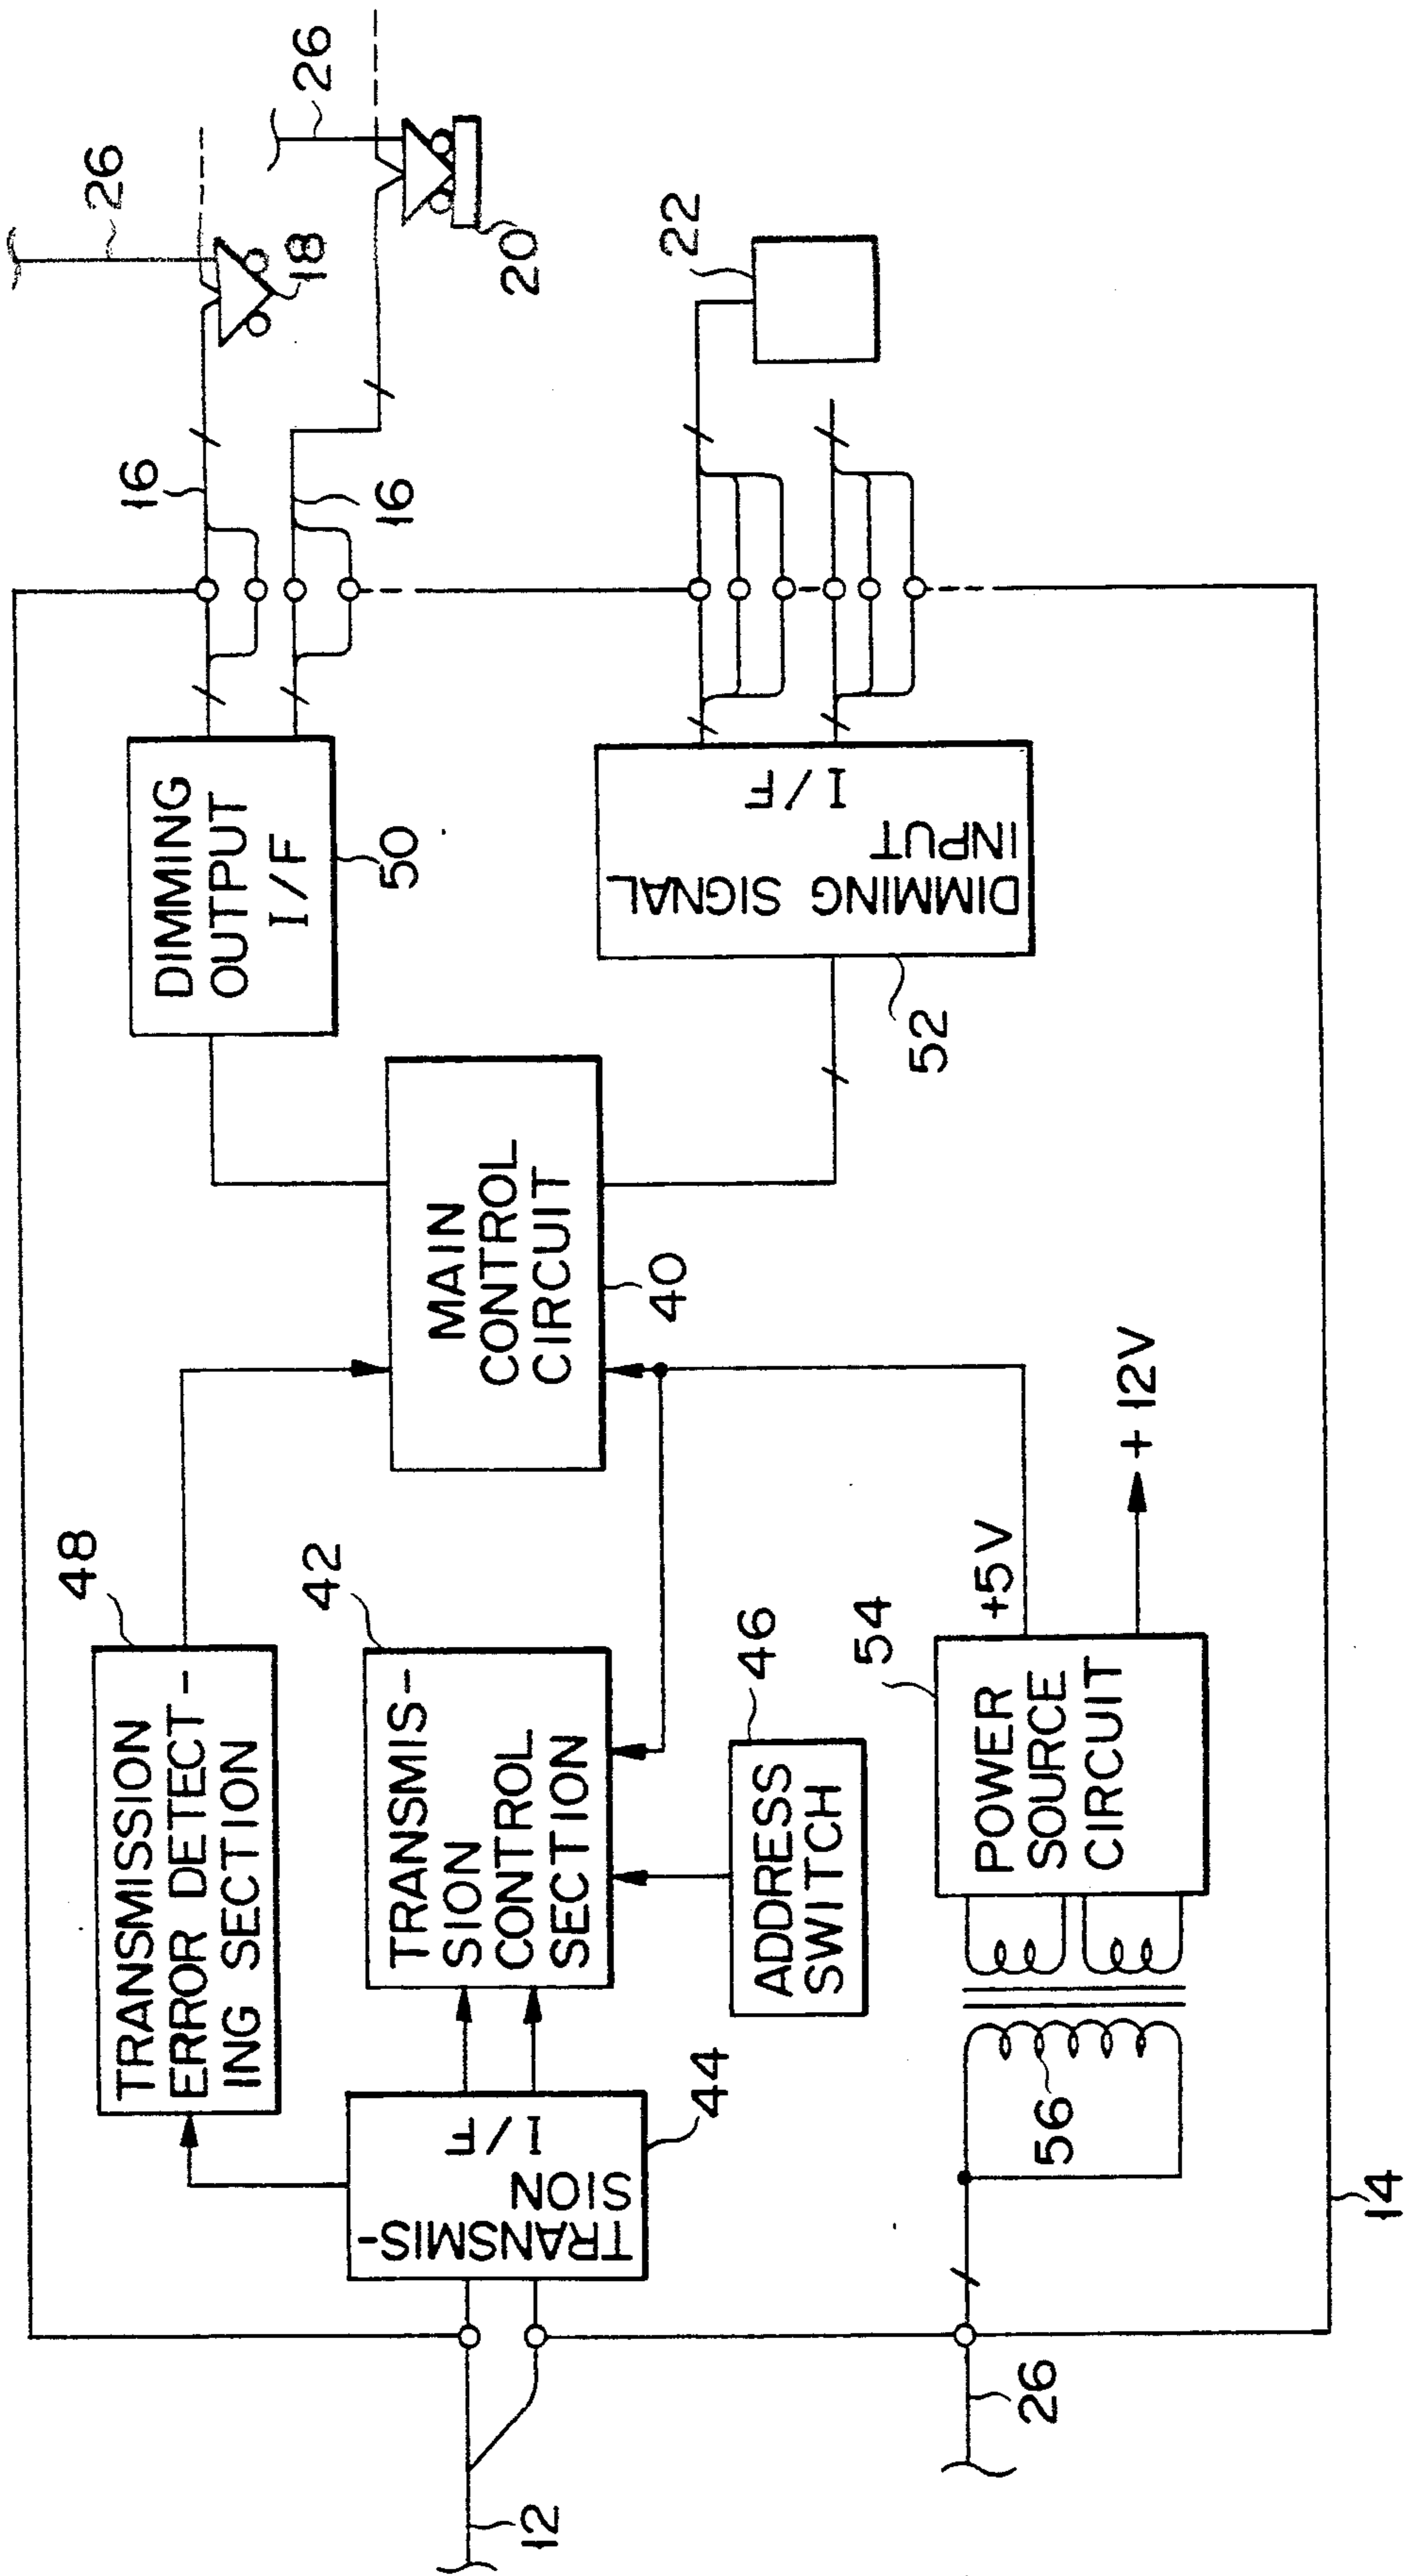 26
26
16
18
16
20
22
DIMMING
OUTPUT
I/F
50
DIMMING SIGNAL
INPUT
I/F
52
MAIN
CONTROL
CIRCUIT
40
48
TRANSMISSION
ERROR DETECT-
ING SECTION
42
TRANSMIS-
SION
CONTROL
SECTION
46
ADDRESS
SWITCH
TRANSMIS-
SION
I/F
44
54
POWER
SOURCE
CIRCUIT
+5V
+12V
56
12
26
14